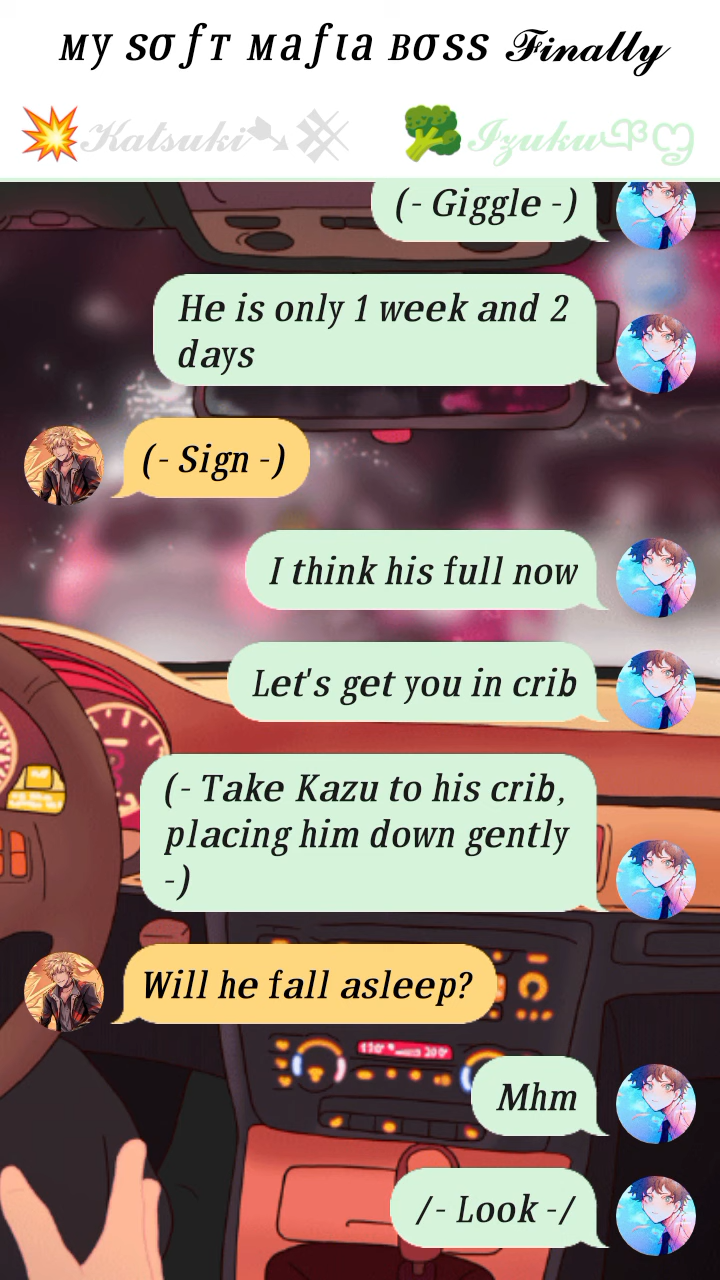 My soft Mafia Boss Finally
💥Katsuki 🥦Izuku
(- Giggle -)
He is only 1 week and 2
days
(- Sign -)
I think his full now
Let's get you in crib
(- Take Kazu to his crib,
placing him down gently
-)
Will he fall asleep?
Mhm
/- Look -/